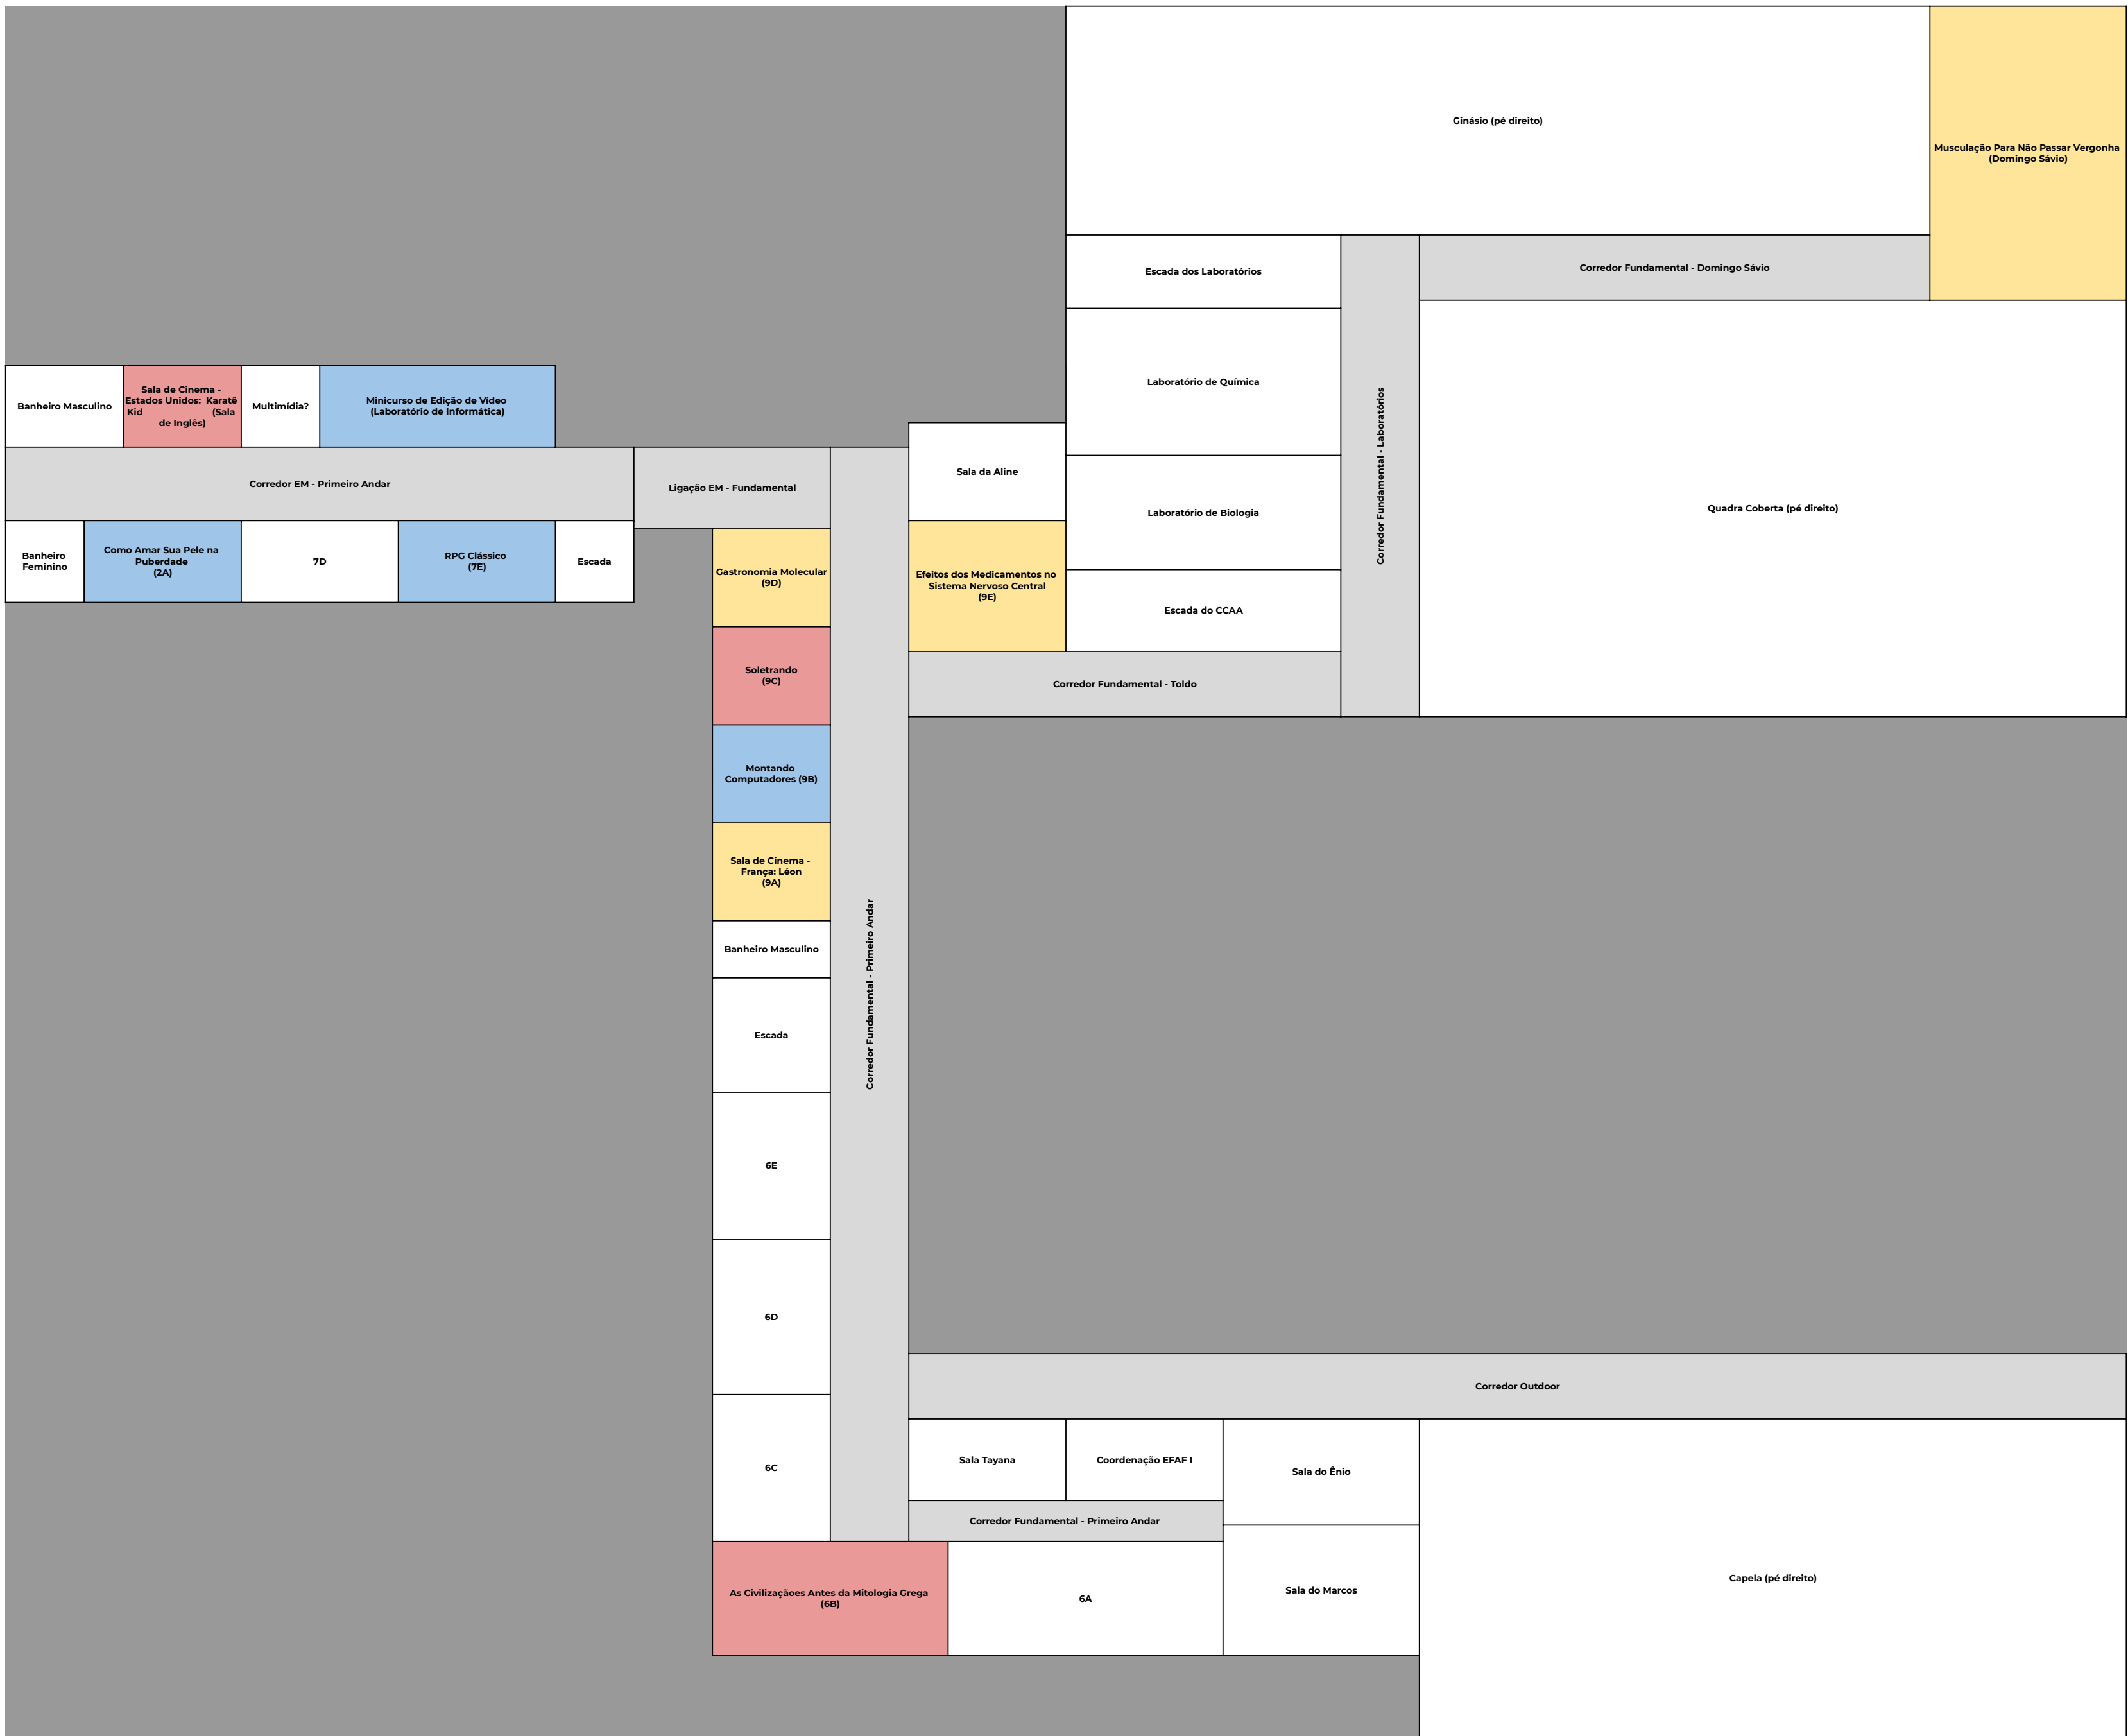 Ginásio (pé direito)
Musculação Para Não Passar Vergonha
(Domingo Sávio)
Escada dos Laboratórios
Corredor Fundamental - Domingo Sávio
Laboratório de Química
Corredor Fundamental - Laboratórios
Banheiro Masculino
Sala de Cinema -
Estados Unidos: Karatê
Kid (Sala
de Inglês)
Multimídia?
Minicurso de Edição de Vídeo
(Laboratório de Informática)
Corredor EM - Primeiro Andar
Ligação EM - Fundamental
Sala da Aline
Laboratório de Biologia
Quadra Coberta (pé direito)
Banheiro
Feminino
Como Amar Sua Pele na
Puberdade
(2A)
7D
RPG Clássico
(7E)
Escada
Gastronomia Molecular
(9D)
Efeitos dos Medicamentos no
Sistema Nervoso Central
(9E)
Escada do CCAA
Soletrando
(9C)
Corredor Fundamental - Toldo
Montando
Computadores (9B)
Sala de Cinema -
França: Léon
(9A)
Banheiro Masculino
Corredor Fundamental - Primeiro Andar
Escada
6E
6D
Corredor Outdoor
6C
Sala Tayana
Coordenação EFAF I
Sala do Ênio
Corredor Fundamental - Primeiro Andar
As Civilizaçãoes Antes da Mitologia Grega
(6B)
6A
Sala do Marcos
Capela (pé direito)